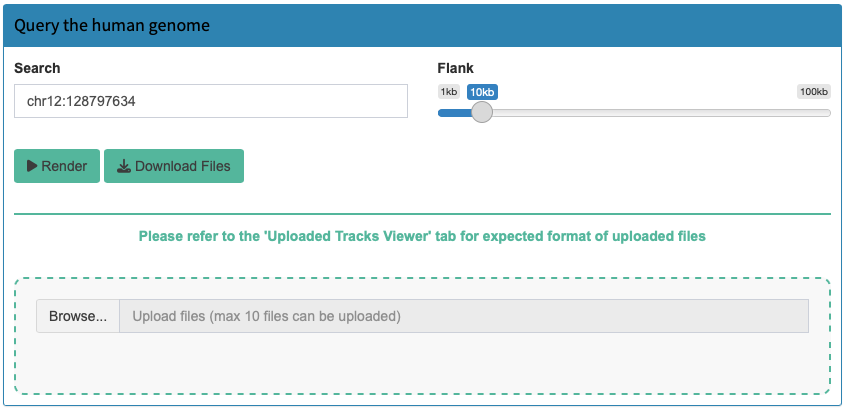 Query the human genome
Search
Flank
chr12:128797634
1kb 10kb 100kb
Render Download Files
Please refer to the 'Uploaded Tracks Viewer' tab for expected format of uploaded files
Browse... Upload files (max 10 files can be uploaded)